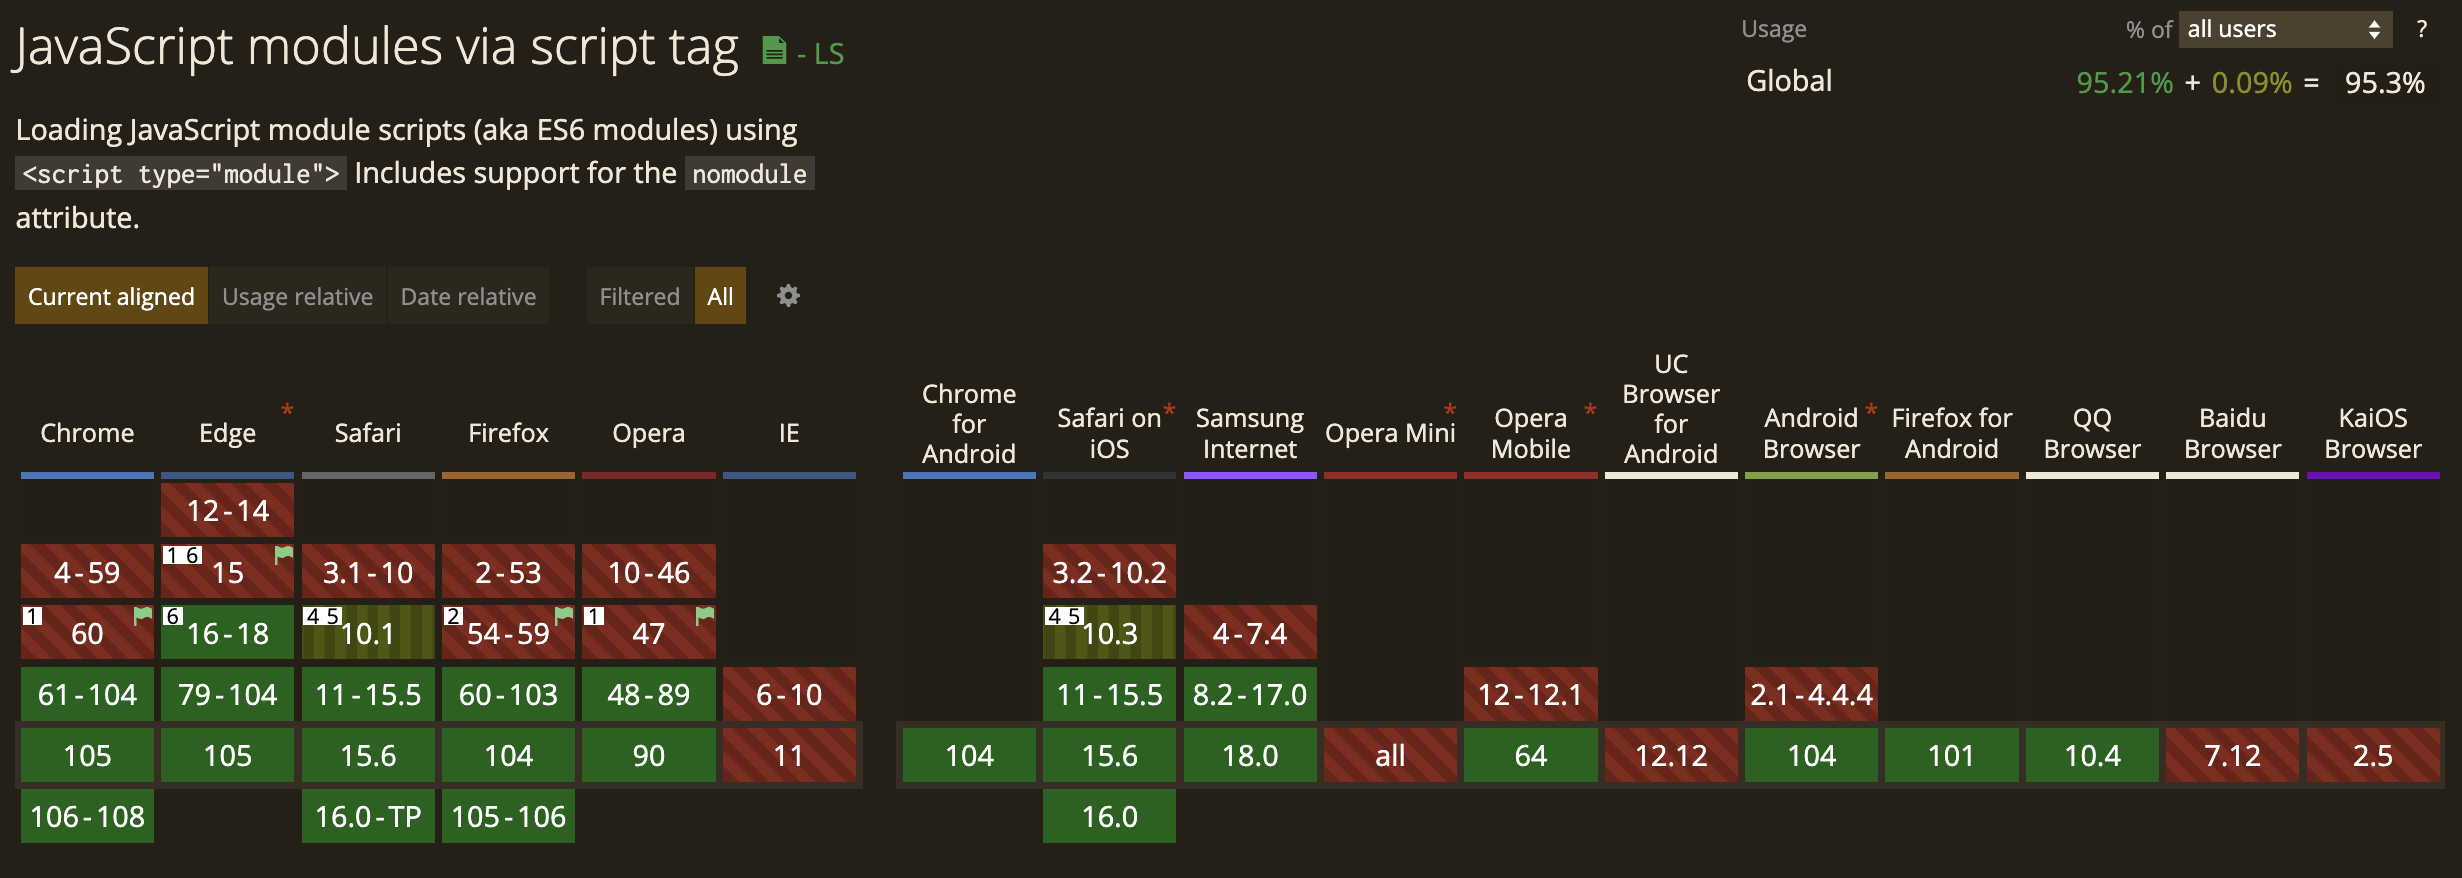 JavaScript modules via script tag - LS
Usage % of all users ?
Global 95.21% + 0.09% = 95.3%
Loading JavaScript module scripts (aka ES6 modules) using
<script type="module"> Includes support for the nomodule
attribute.
Current aligned Usage relative Date relative Filtered All
Chrome Edge * Safari Firefox Opera IE
Chrome for Android Safari on iOS * Samsung Internet Opera Mini * Opera Mobile * UC Browser for Android Android Browser * Firefox for Android QQ Browser Baidu Browser KaiOS Browser
12-14
4-59 1 6 15 3.1-10 2-53 10-46 3.2-10.2
1 60 6 16-18 4 5 10.1 2 54-59 1 47 4 5 10.3 4-7.4
61-104 79-104 11-15.5 60-103 48-89 6-10 11-15.5 8.2-17.0 12-12.1 2.1-4.4.4
105 105 15.6 104 90 11 104 15.6 18.0 all 64 12.12 104 101 10.4 7.12 2.5
106-108 16.0-TP 105-106 16.0